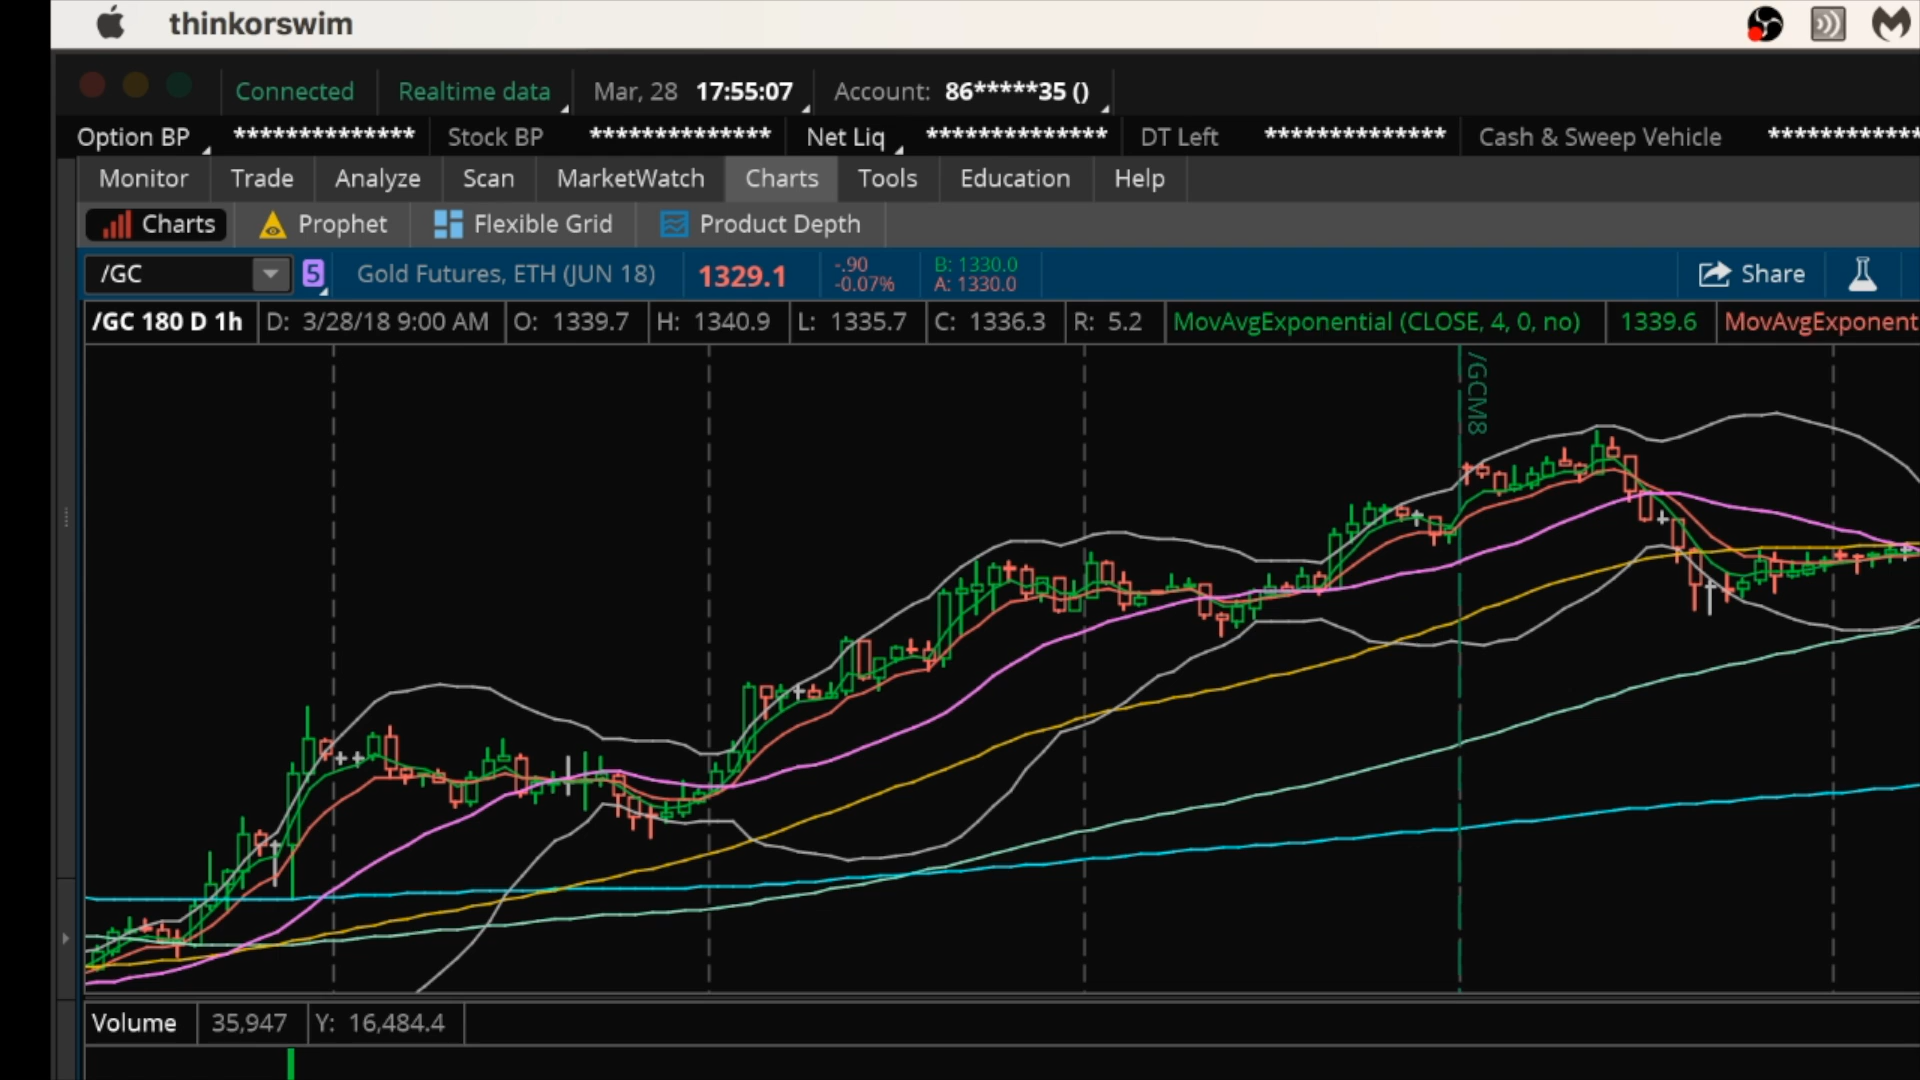 thinkorswim
Connected Realtime data Mar, 28 17:55:07 Account: 86*****35 ()
Option BP ************** Stock BP ************** Net Liq ************** DT Left ************** Cash & Sweep Vehicle ************
Monitor Trade Analyze Scan MarketWatch Charts Tools Education Help
Charts Prophet Flexible Grid Product Depth
/GC 5 Gold Futures, ETH (JUN 18) 1329.1 -.90 B: 1330.0 Share
-0.07% A: 1330.0
/GC 180 D 1h D: 3/28/18 9:00 AM O: 1339.7 H: 1340.9 L: 1335.7 C: 1336.3 R: 5.2 MovAvgExponential (CLOSE, 4, 0, no) 1339.6 MovAvgExponent
/GCM8
Volume 35,947 Y: 16,484.4